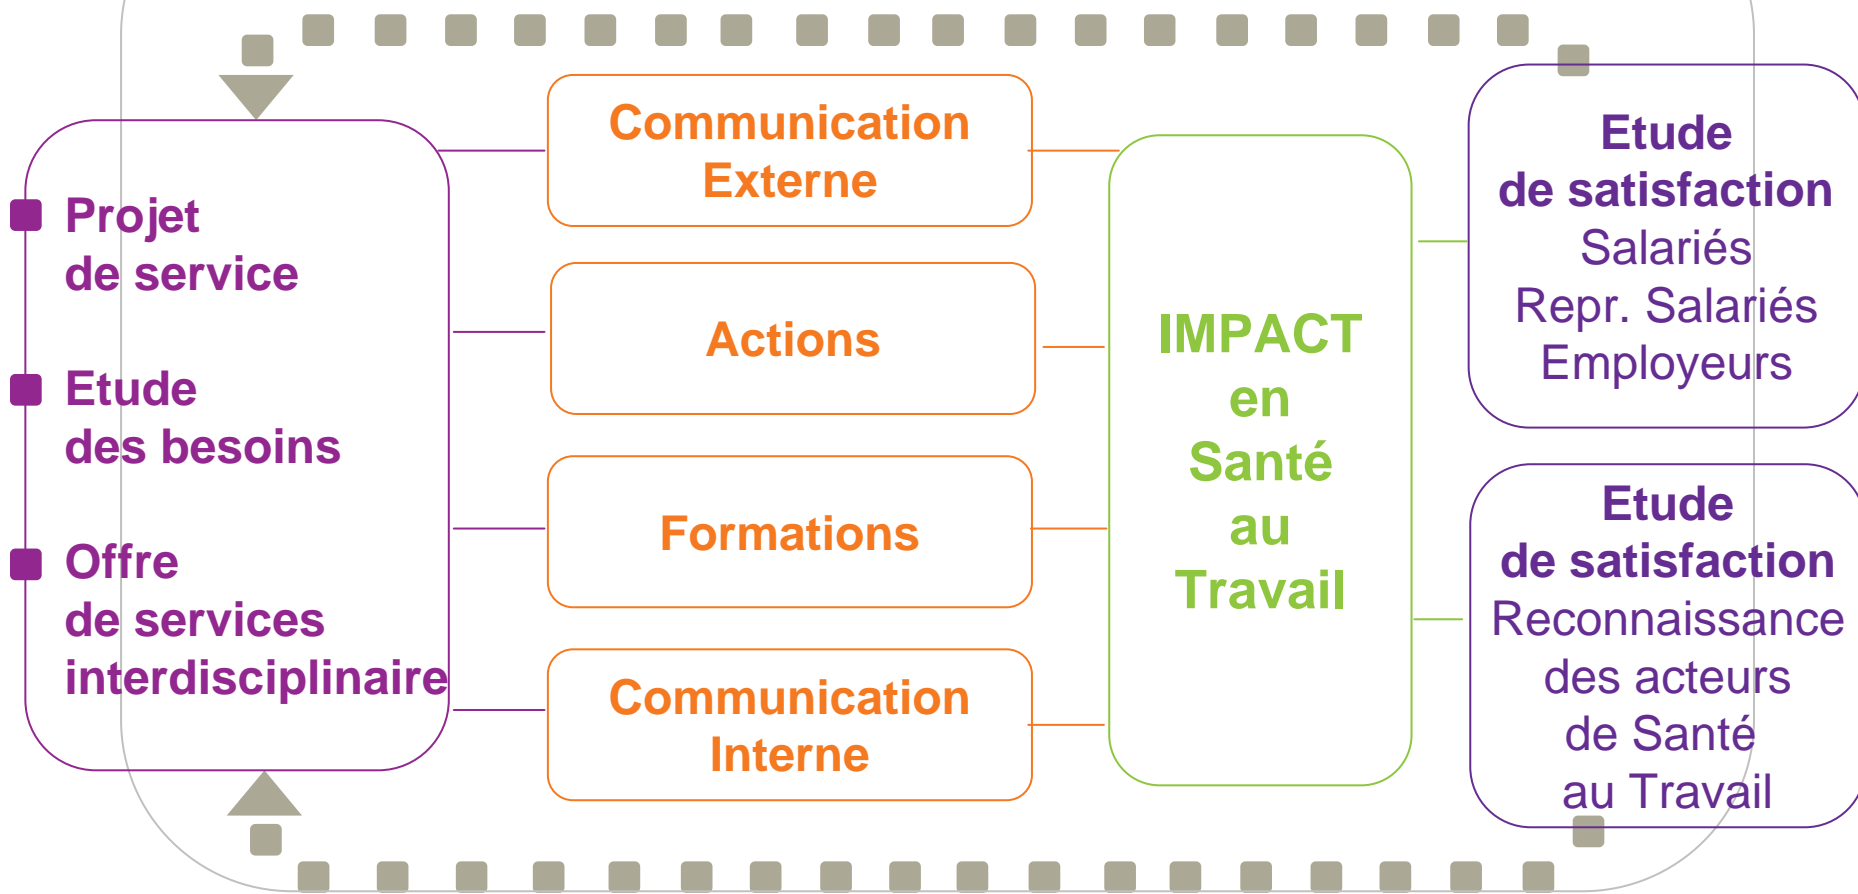 Projet
de service
Etude
des besoins
Offre
de services
interdisciplinaire
Communication
Externe
Actions
Formations
Communication
Interne
IMPACT
en
Santé
au
Travail
Etude
de satisfaction
Salariés
Repr. Salariés
Employeurs
Etude
de satisfaction
Reconnaissance
des acteurs
de Santé
au Travail